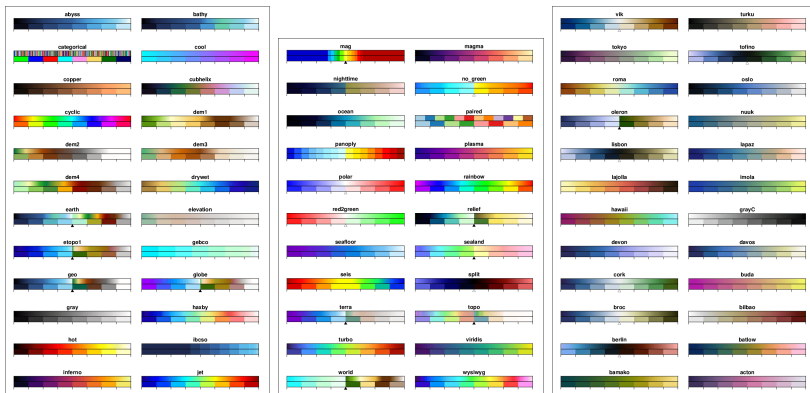 abyss bathy
categorical cool
copper cubhelix
cyclic dem1
dem2 dem3
dem4 drywet
earth elevation
etopo1 gebco
geo globe
gray haxby
hot ibcso
inferno jet
mag magma
nighttime no_green
ocean paired
panoply plasma
polar rainbow
red2green relief
seafloor sealand
seis split
terra topo
turbo viridis
world wysiwyg
vik turku
tokyo tofino
roma oslo
oleron nuuk
lisbon lapaz
lajolla imola
hawaii grayC
devon davos
cork buda
broc bilbao
berlin batlow
bamako acton